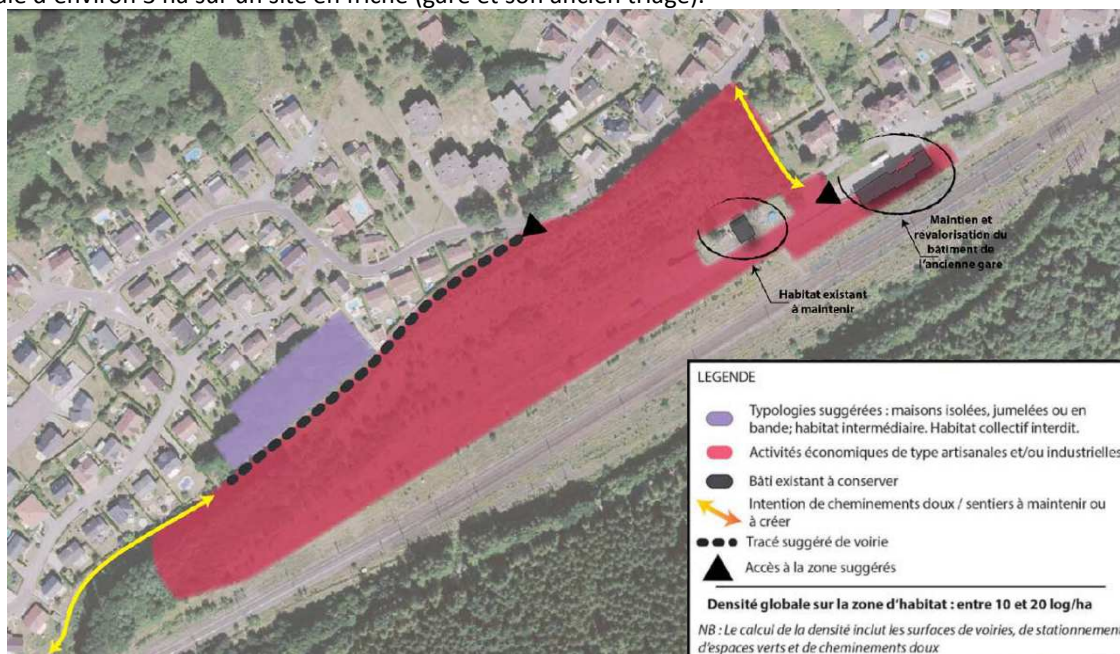 ale d'environ 5 ha sur un site en friche (gare et son ancien triage).
Maintien et
revalorisation du
bâtiment de
l'ancienne gare
Habitat existant
à maintenir
LEGENDE
Typologies suggérées : maisons isolées, jumelées ou en
bande; habitat intermédiaire. Habitat collectif interdit.
Activités économiques de type artisanales et/ou industrielles
Bâti existant à conserver
Intention de cheminements doux / sentiers à maintenir ou
à créer
Tracé suggéré de voirie
Accès à la zone suggérés
Densité globale sur la zone d'habitat : entre 10 et 20 log/ha
NB : Le calcul de la densité inclut les surfaces de voiries, de stationnement
d'espaces verts et de cheminements doux